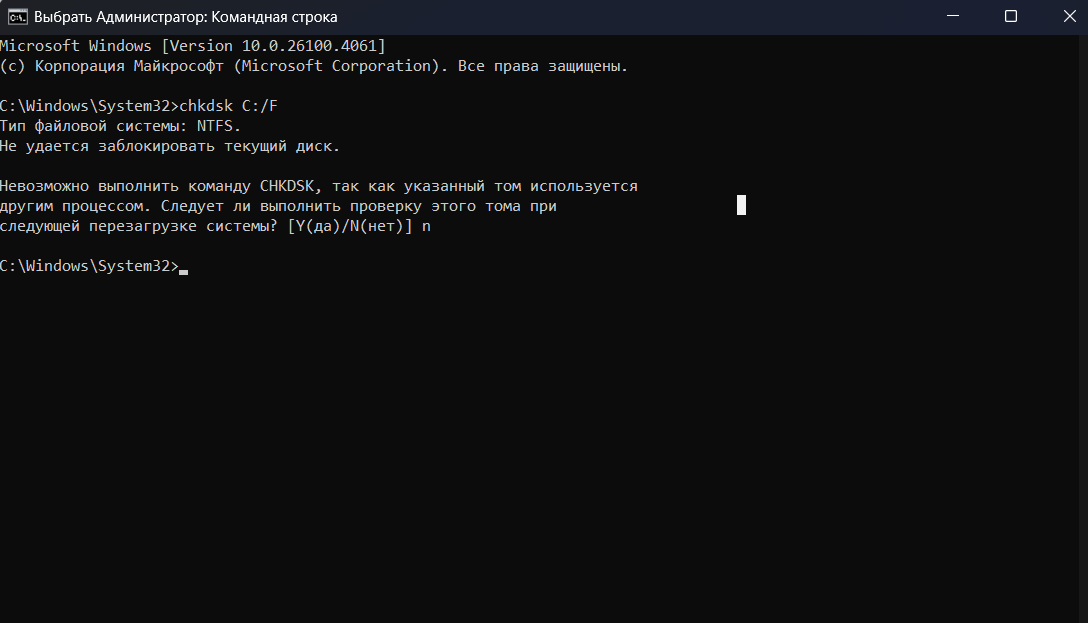 Выбрать Администратор: Командная строка
Microsoft Windows [Version 10.0.26100.4061]
(c) Корпорация Майкрософт (Microsoft Corporation). Все права защищены.
C:\Windows\System32>chkdsk C:/F
Тип файловой системы: NTFS.
Не удается заблокировать текущий диск.
Невозможно выполнить команду CHKDSK, так как указанный том используется
другим процессом. Следует ли выполнить проверку этого тома при
следующей перезагрузке системы? [Y(да)/N(нет)] n
C:\Windows\System32>